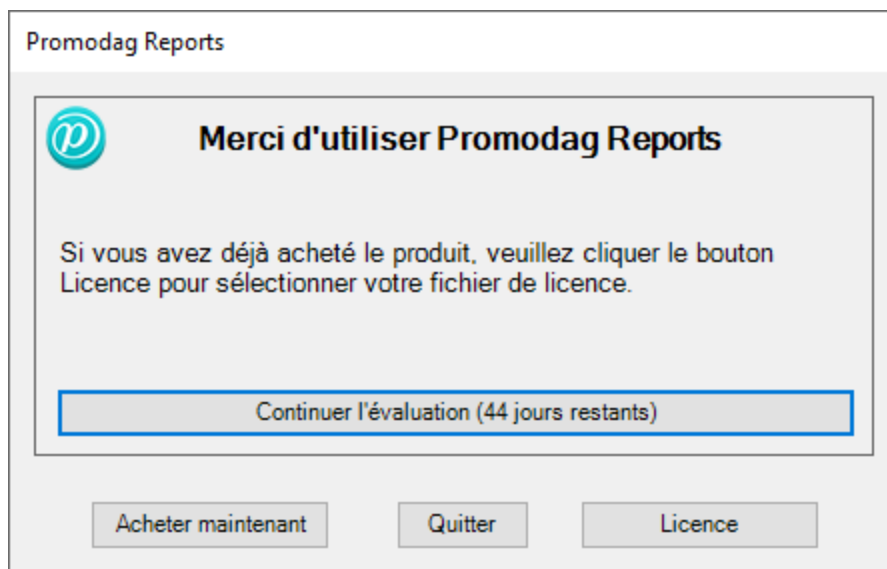 Promodag Reports
Merci d'utiliser Promodag Reports
Si vous avez déjà acheté le produit, veuillez cliquer le bouton
Licence pour sélectionner votre fichier de licence.
Continuer l'évaluation (44 jours restants)
Acheter maintenant
Quitter
Licence